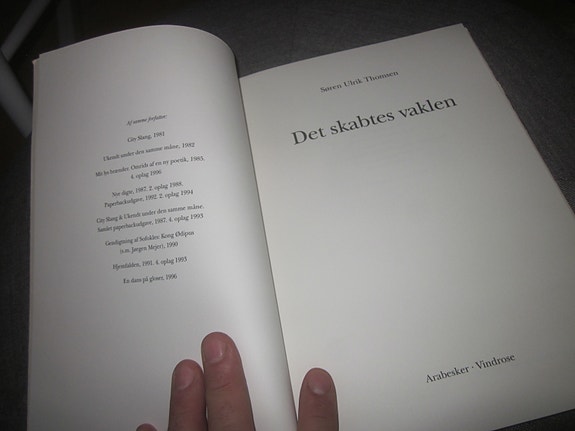 Af samme forfatter:
City Slang, 1981
Ukendt under den samme måne, 1982
Mit lys brænder. Omrids af en ny poetik, 1985.
4. oplag 1996
Nye digte, 1987. 2. oplag 1988.
Paperbackudgave, 1992. 2. oplag 1994
City Slang & Ukendt under den samme måne.
Samlet paperbackudgave, 1987. 4. oplag 1993
Gendigtning af Sofokles: Kong Ødipus
(s.m. Jørgen Mejer), 1990
Hjemfalden, 1991. 4. oplag 1993
En dans på gloser, 1996
Søren Ulrik Thomsen
Det skabtes vaklen
Arabesker · Vindrose